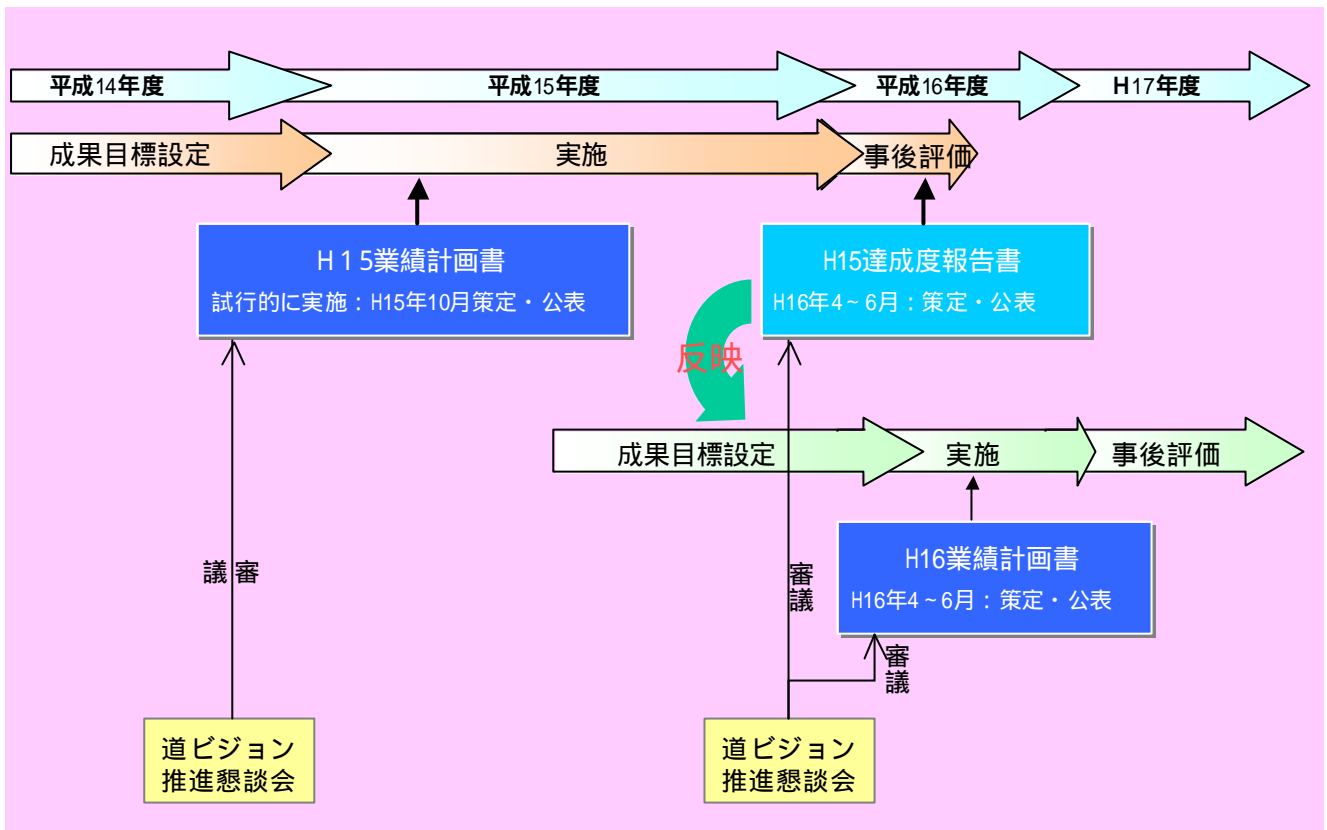 平成14年度
平成15年度
平成16年度
H17年度
成果目標設定
実施
事後評価
H15業績計画書
試行的に実施：H15年10月策定・公表
H15達成度報告書
H16年4～6月：策定・公表
反映
成果目標設定
実施
事後評価
H16業績計画書
H16年4～6月：策定・公表
議審
審議
審議
道ビジョン
推進懇談会
道ビジョン
推進懇談会